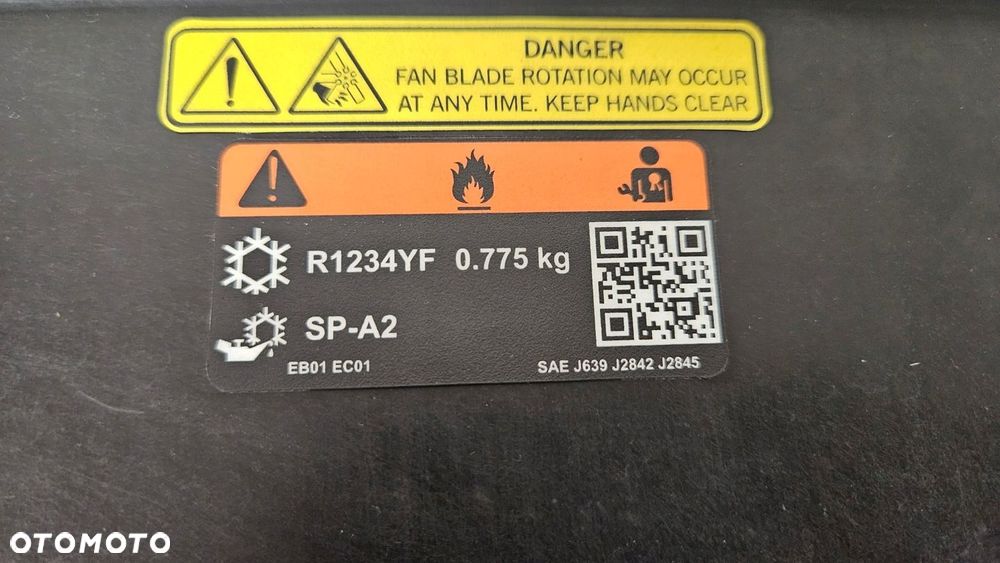 DANGER
FAN BLADE ROTATION MAY OCCUR
AT ANY TIME. KEEP HANDS CLEAR
R1234YF 0.775 kg
SP-A2
EB01 EC01
SAE J639 J2842 J2845
OTOMOTO